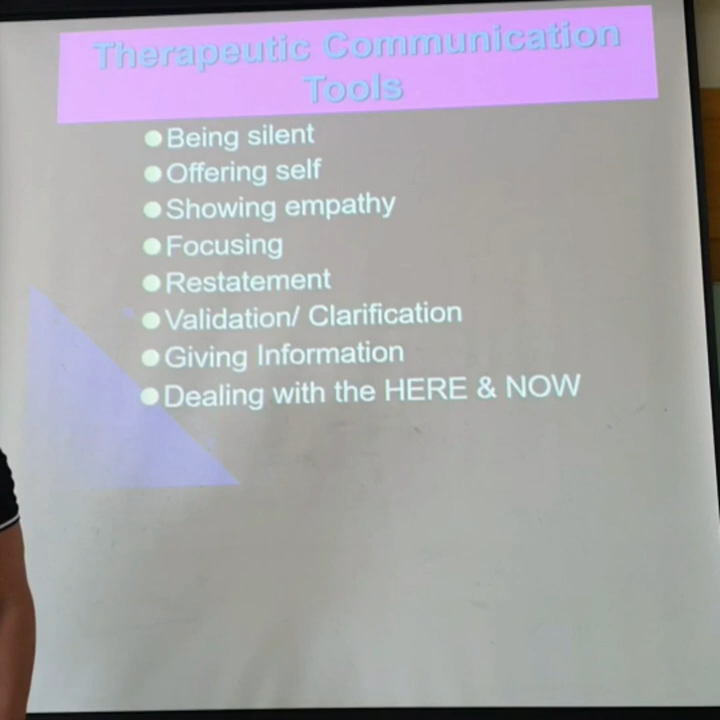 Therapeutic Communication
Tools
Being silent
Offering self
Showing empathy
Focusing
Restatement
Validation/ Clarification
Giving Information
Dealing with the HERE & NOW